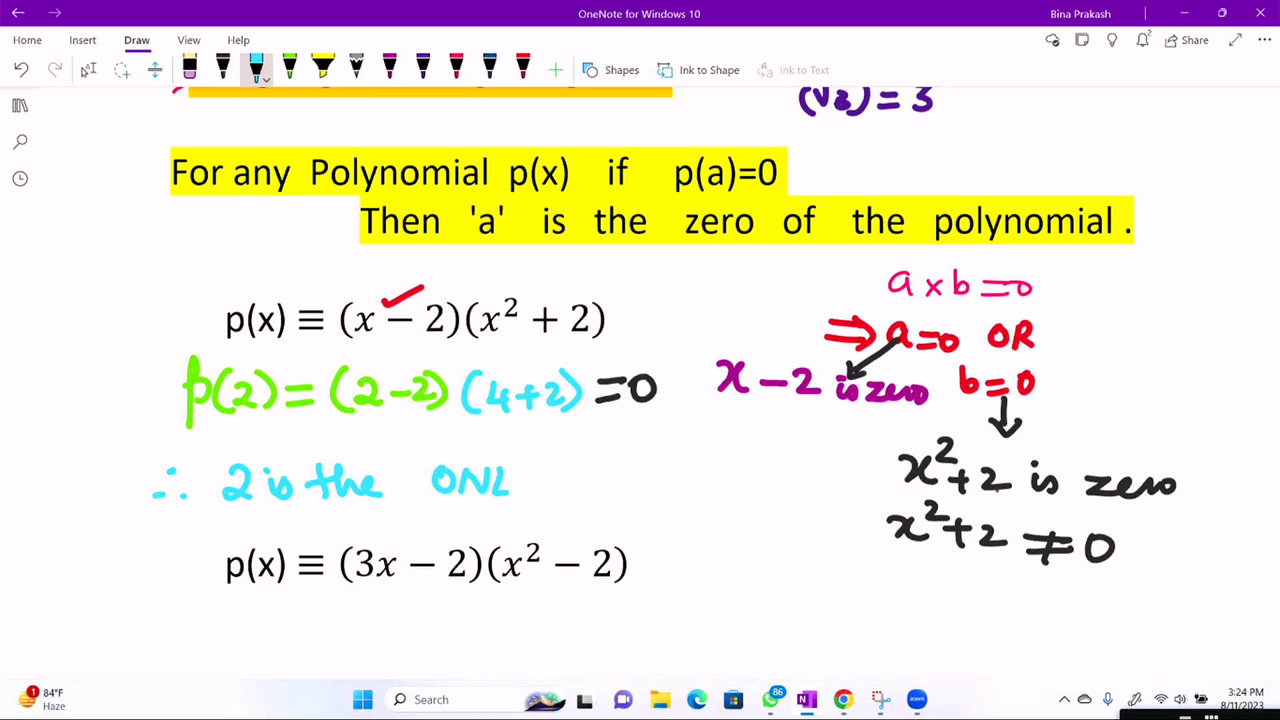 OneNote for Windows 10
Bina Prakash
Home Insert Draw View Help
Share
Shapes Ink to Shape Ink to Text
= 3
For any Polynomial p(x) if p(a)=0
Then 'a' is the zero of the polynomial .
a x b = 0
p(x) ≡ (x − 2)(x² + 2)
⇒ a=0 OR
b=0
p(2) = (2-2) (4+2) =0
x - 2 is zero
x²+2 is zero
∴ 2 is the ONL
x²+2 ≠ 0
p(x) ≡ (3x − 2)(x² − 2)
1
84°F
Haze
Search
86
3:24 PM
8/11/2023